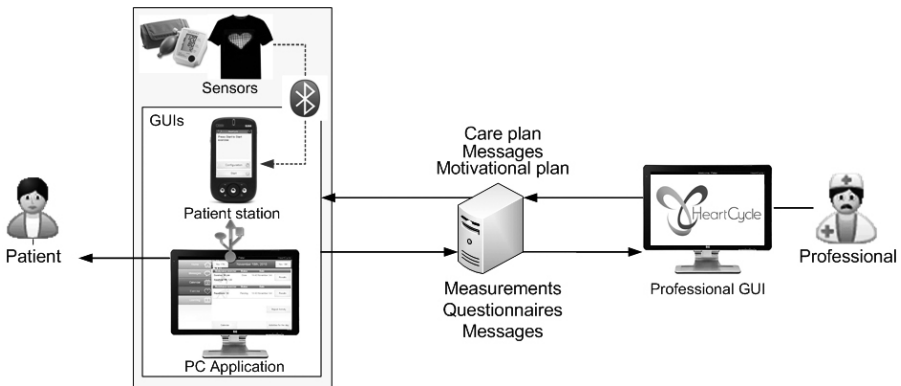 Sensors
GUIs
Patient station
PC Application
Patient
Care plan
Messages
Motivational plan
Measurements
Questionnaires
Messages
HeartCycle
Professional GUI
Professional